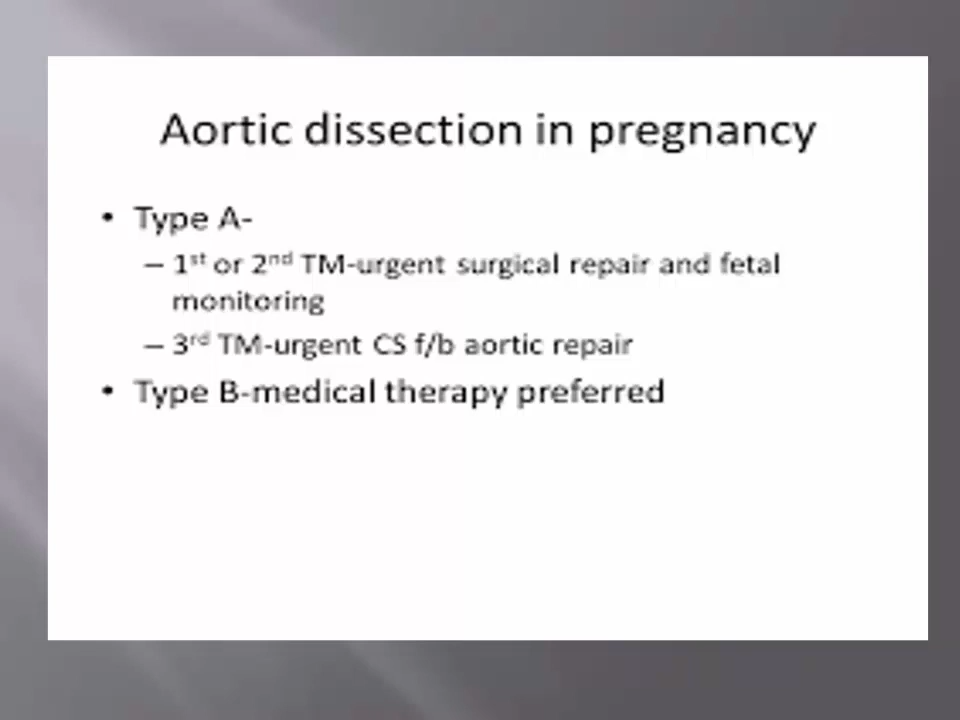 Aortic dissection in pregnancy
• Type A-
– 1st or 2nd TM-urgent surgical repair and fetal
monitoring
– 3rd TM-urgent CS f/b aortic repair
• Type B-medical therapy preferred